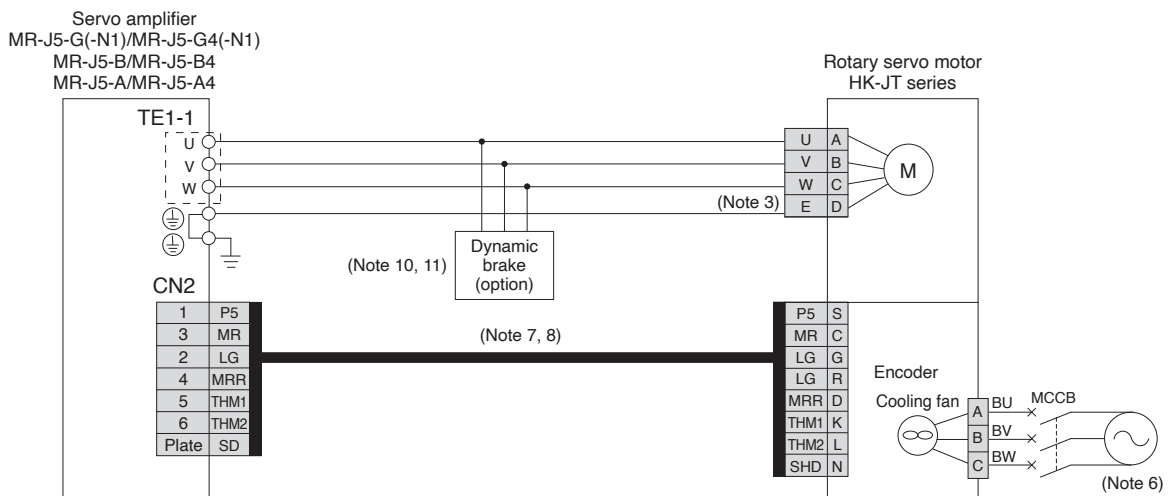 Servo amplifier
MR-J5-G(-N1)/MR-J5-G4(-N1)
MR-J5-B/MR-J5-B4
MR-J5-A/MR-J5-A4
Rotary servo motor
HK-JT series
TE1-1
U
V
W
U A
V B
W C
E D
M
(Note 3)
Dynamic
brake
(option)
(Note 10, 11)
CN2
1 P5
3 MR
2 LG
4 MRR
5 THM1
6 THM2
Plate SD
(Note 7, 8)
P5 S
MR C
LG G
LG R
MRR D
THM1 K
THM2 L
SHD N
Encoder
Cooling fan
A BU
B BV
C BW
MCCB
(Note 6)